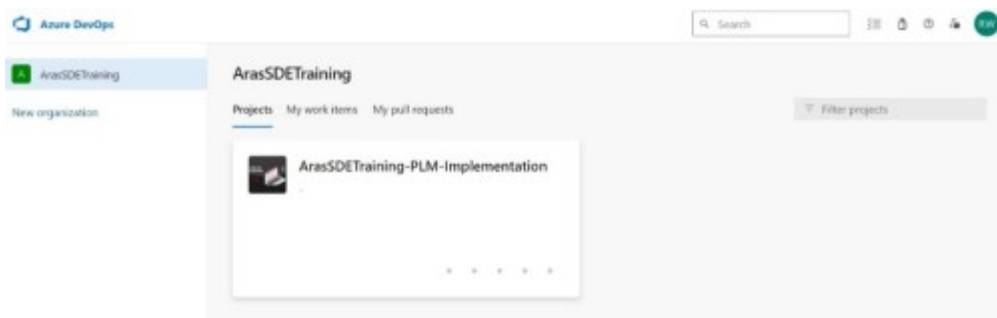 Azure DevOps
Search
RW
A ArasSDETraining
New organization
ArasSDETraining
Projects My work items My pull requests
Filter projects
ArasSDETraining-PLM-Implementation